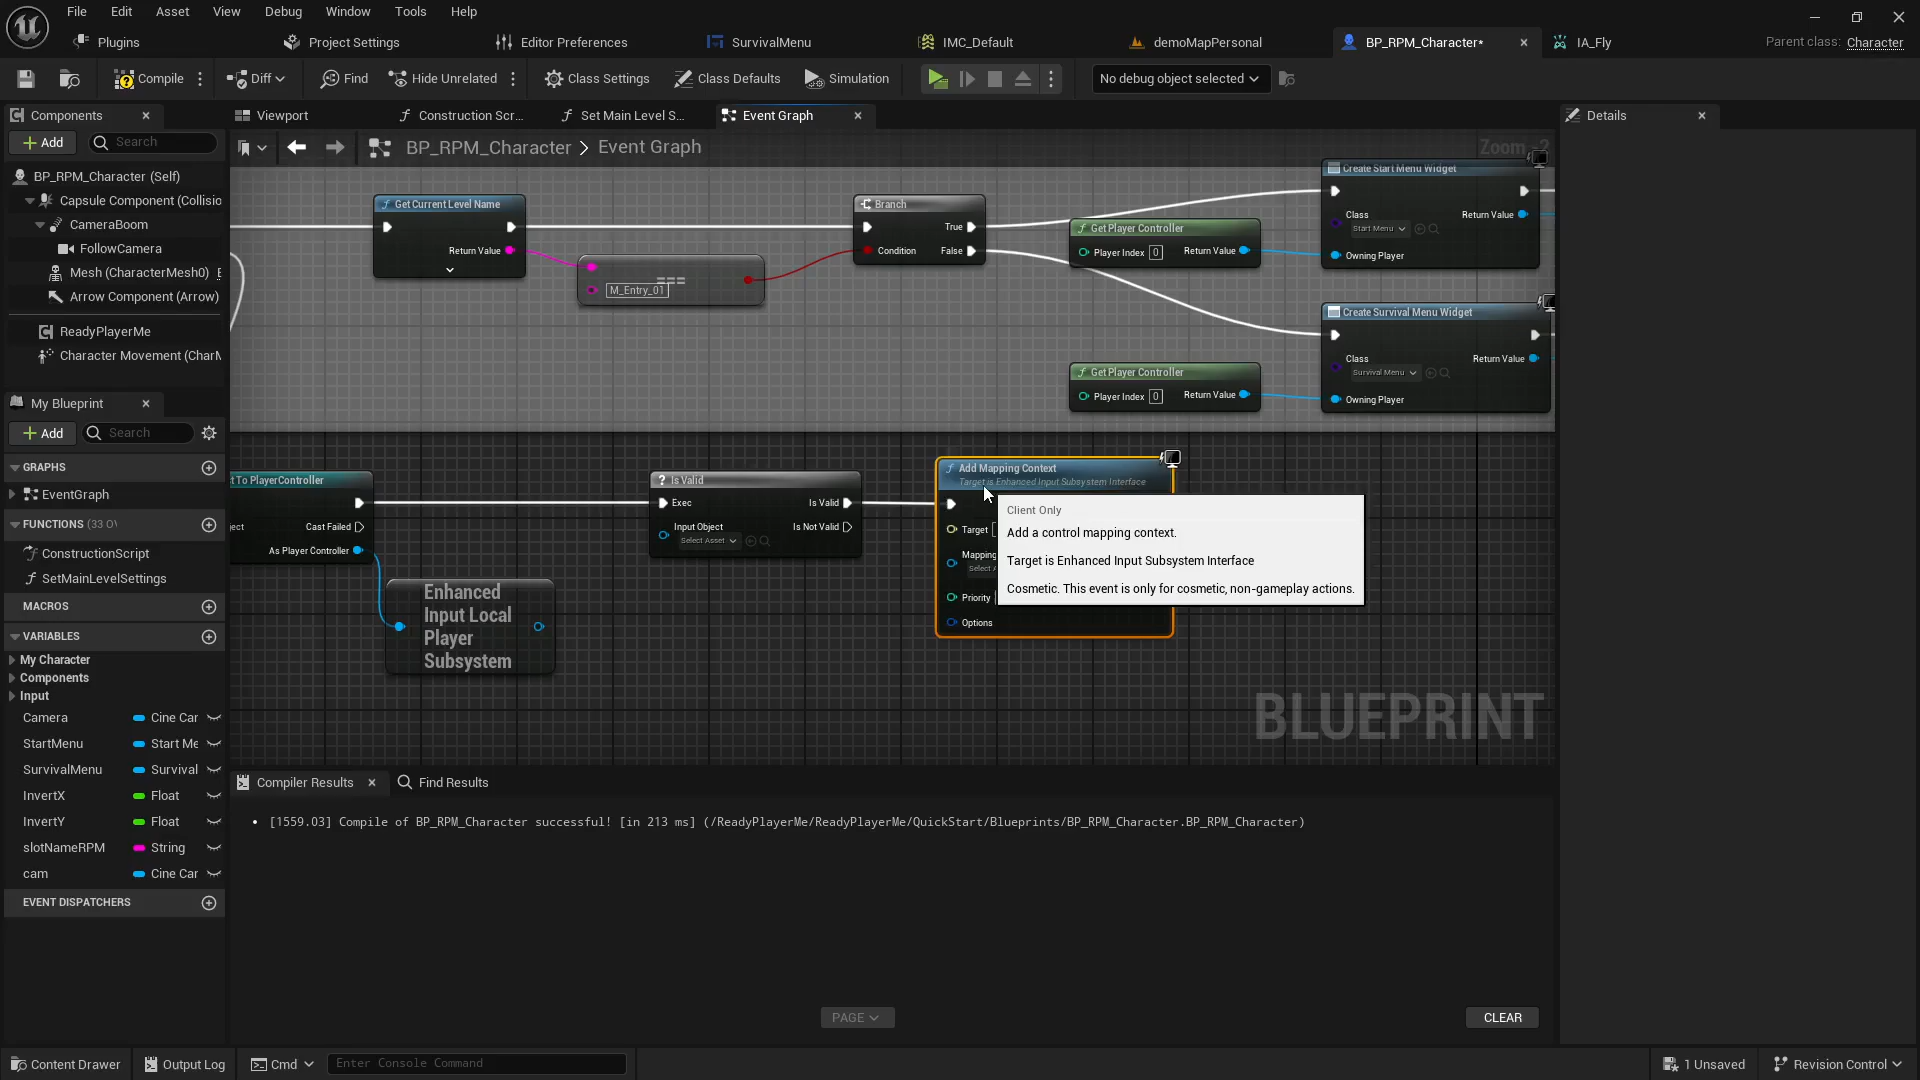 File Edit Asset View Debug Window Tools Help
Plugins Project Settings Editor Preferences SurvivalMenu IMC_Default demoMapPersonal BP_RPM_Character* IA_Fly Parent class: Character
Compile Diff Find Hide Unrelated Class Settings Class Defaults Simulation No debug object selected
Components
Add Search
BP_RPM_Character (Self)
Capsule Component (Collisio
CameraBoom
FollowCamera
Mesh (CharacterMesh0)
Arrow Component (Arrow)
ReadyPlayerMe
Character Movement (CharM
My Blueprint
Add Search
GRAPHS
EventGraph
FUNCTIONS (33 OV
ConstructionScript
SetMainLevelSettings
MACROS
VARIABLES
My Character
Components
Input
Camera Cine Car
StartMenu Start Me
SurvivalMenu Survival
InvertX Float
InvertY Float
slotNameRPM String
cam Cine Car
EVENT DISPATCHERS
Viewport Construction Scr... Set Main Level S... Event Graph
BP_RPM_Character > Event Graph
Zoom -2
Get Current Level Name
Return Value
===
M_Entry_01
Branch
True
Condition False
Get Player Controller
Player Index 0 Return Value
Create Start Menu Widget
Class Return Value
Start Menu
Owning Player
Get Player Controller
Player Index 0 Return Value
Create Survival Menu Widget
Class Return Value
Survival Menu
Owning Player
t To PlayerController
ject Cast Failed
As Player Controller
Enhanced
Input Local
Player
Subsystem
? Is Valid
Exec Is Valid
Input Object Is Not Valid
Select Asset
Add Mapping Context
Target is Enhanced Input Subsystem Interface
Target
Mapping
Select A
Priority
Options
Client Only
Add a control mapping context.
Target is Enhanced Input Subsystem Interface
Cosmetic. This event is only for cosmetic, non-gameplay actions.
BLUEPRINT
Compiler Results Find Results
• [1559.03] Compile of BP_RPM_Character successful! [in 213 ms] (/ReadyPlayerMe/ReadyPlayerMe/QuickStart/Blueprints/BP_RPM_Character.BP_RPM_Character)
PAGE CLEAR
Details
Content Drawer Output Log Cmd Enter Console Command 1 Unsaved Revision Control